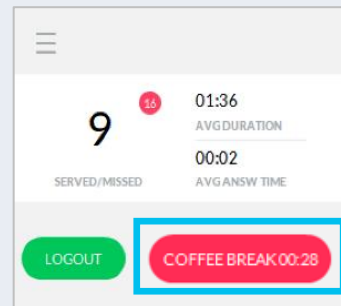 16
9
01:36
AVG DURATION
00:02
SERVED/MISSED
AVG ANSW TIME
LOGOUT
COFFEE BREAK 00:28